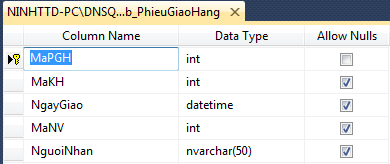 NINHTTD-PC\DNSQ...b_PhieuGiaoHang
Column Name Data Type Allow Nulls
MaPGH int
MaKH int
NgayGiao datetime
MaNV int
NguoiNhan nvarchar(50)